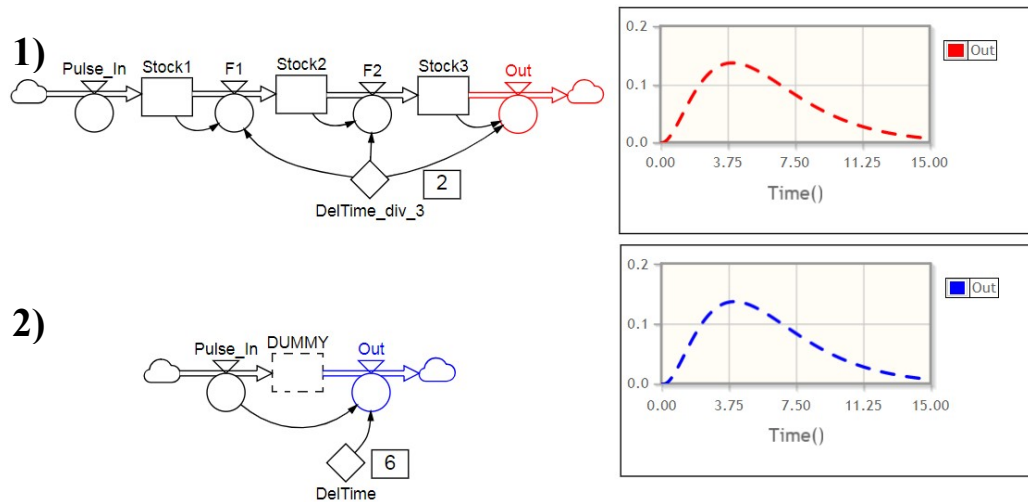 1)
Pulse_In Stock1 F1 Stock2 F2 Stock3 Out
2
DelTime_div_3
0.2
0.1
0.0
0.00 3.75 7.50 11.25 15.00
Time()
Out
2)
Pulse_In DUMMY Out
6
DelTime
0.2
0.1
0.0
0.00 3.75 7.50 11.25 15.00
Time()
Out